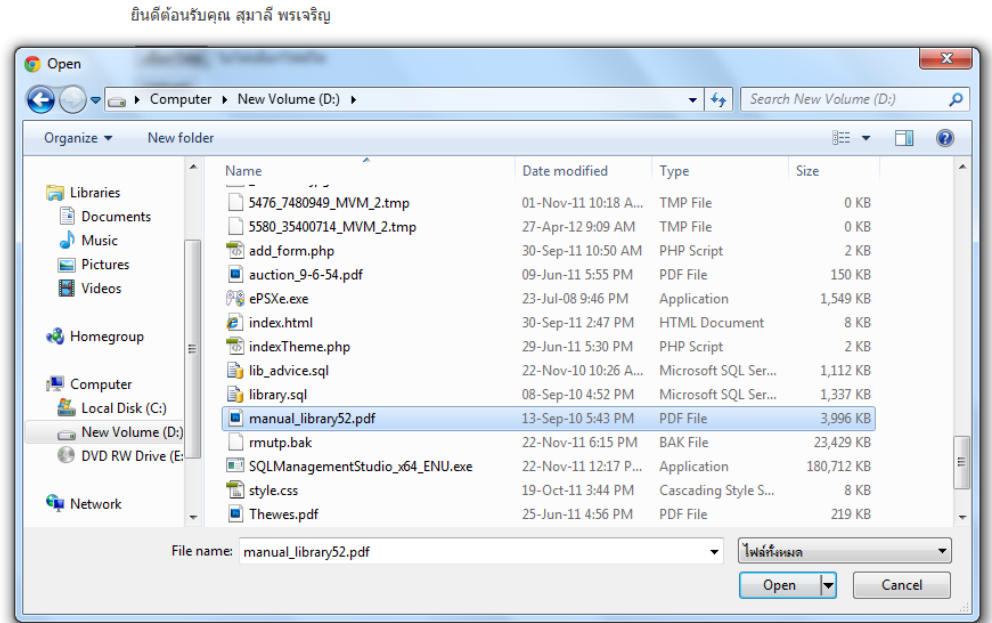 ยินดีต้อนรับคุณ สุมาลี พรเจริญ
Open
Computer New Volume (D:) Search New Volume (D:)
Organize New folder
Name Date modified Type Size
Libraries
Documents
Music
Pictures
Videos
Homegroup
Computer
Local Disk (C:)
New Volume (D:)
DVD RW Drive (E:
Network
5476_7480949_MVM_2.tmp 01-Nov-11 10:18 A... TMP File 0 KB
5580_35400714_MVM_2.tmp 27-Apr-12 9:09 AM TMP File 0 KB
add_form.php 30-Sep-11 10:50 AM PHP Script 2 KB
auction_9-6-54.pdf 09-Jun-11 5:55 PM PDF File 150 KB
ePSXe.exe 23-Jul-08 9:46 PM Application 1,549 KB
index.html 30-Sep-11 2:47 PM HTML Document 8 KB
indexTheme.php 29-Jun-11 5:30 PM PHP Script 2 KB
lib_advice.sql 22-Nov-10 10:26 A... Microsoft SQL Ser... 1,112 KB
library.sql 08-Sep-10 4:52 PM Microsoft SQL Ser... 1,337 KB
manual_library52.pdf 13-Sep-10 5:43 PM PDF File 3,996 KB
rmutp.bak 22-Nov-11 6:15 PM BAK File 23,429 KB
SQLManagementStudio_x64_ENU.exe 22-Nov-11 12:17 P... Application 180,712 KB
style.css 19-Oct-11 3:44 PM Cascading Style S... 8 KB
Thewes.pdf 25-Jun-11 4:56 PM PDF File 219 KB
File name: manual_library52.pdf ไฟล์ทั้งหมด
Open Cancel